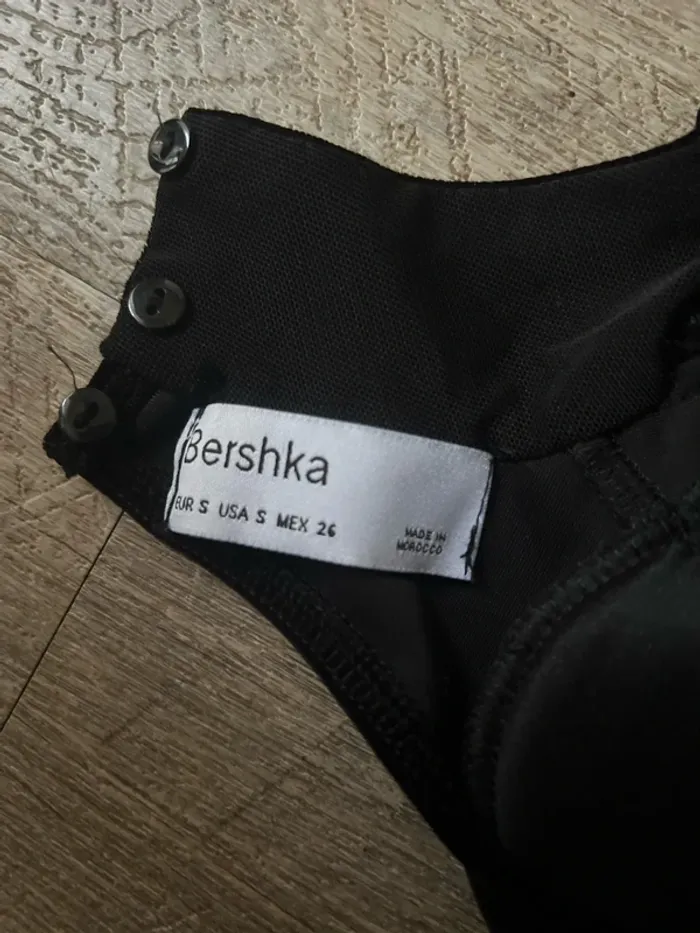 Bershka
EUR S USA S MEX 26
MADE IN
MOROCCO